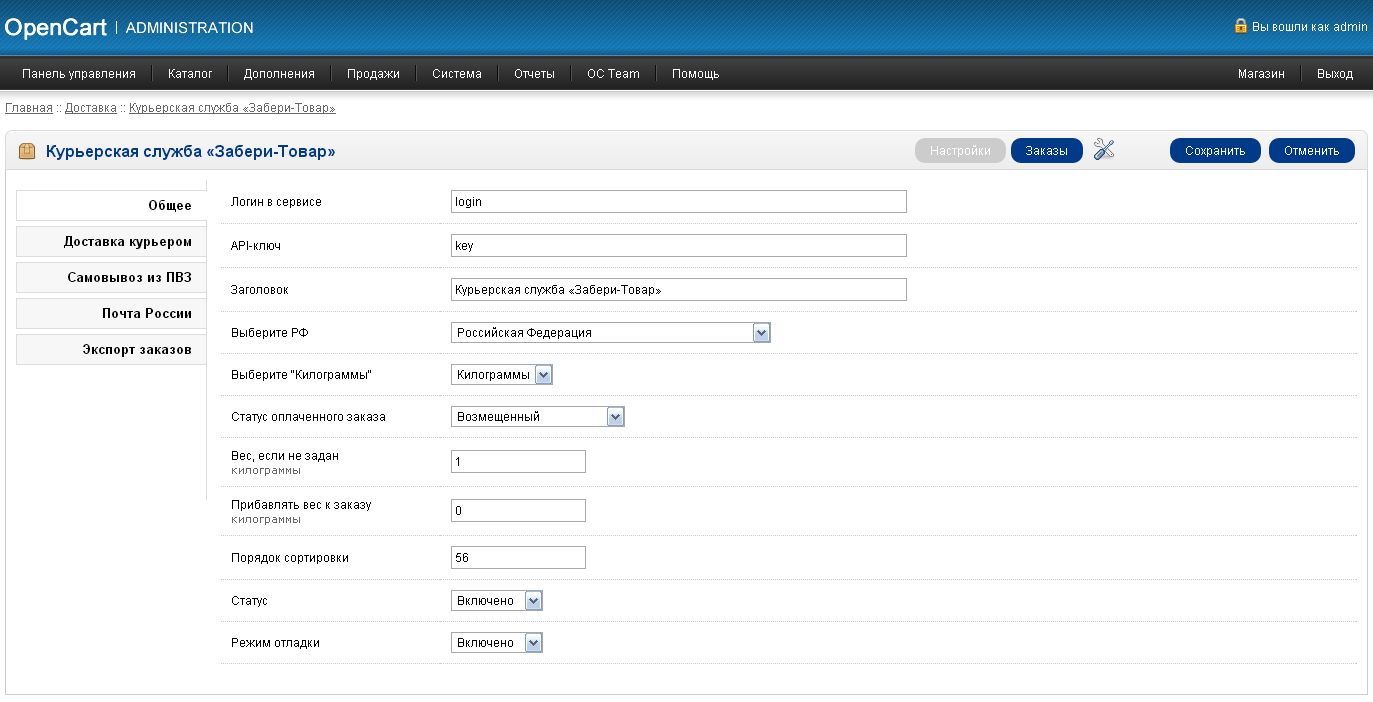 OpenCart | ADMINISTRATION
Вы вошли как admin
Панель управления Каталог Дополнения Продажи Система Отчеты OC Team Помощь Магазин Выход
Главная :: Доставка :: Курьерская служба «Забери-Товар»
Курьерская служба «Забери-Товар»
Настройки Заказы Сохранить Отменить
Общее
Доставка курьером
Самовывоз из ПВЗ
Почта России
Экспорт заказов
Логин в сервисе login
API-ключ key
Заголовок Курьерская служба «Забери-Товар»
Выберите РФ Российская Федерация
Выберите "Килограммы" Килограммы
Статус оплаченного заказа Возмещенный
Вес, если не задан 1
килограммы
Прибавлять вес к заказу 0
килограммы
Порядок сортировки 56
Статус Включено
Режим отладки Включено